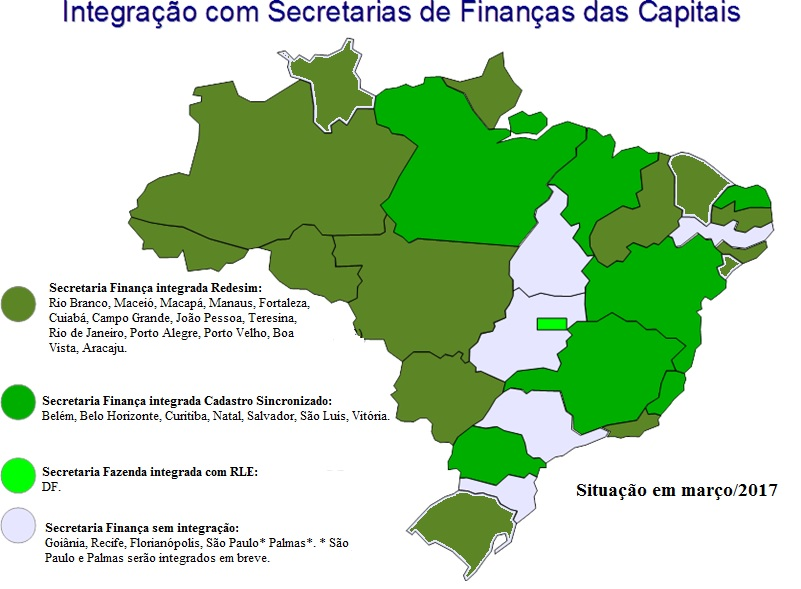 Integração com Secretarias de Finanças das Capitais
Secretaria Finança integrada Redesim:
Rio Branco, Maceió, Macapá, Manaus, Fortaleza,
Cuiabá, Campo Grande, João Pessoa, Teresina,
Rio de Janeiro, Porto Alegre, Porto Velho, Boa
Vista, Aracaju.
Secretaria Finança integrada Cadastro Sincronizado:
Belém, Belo Horizonte, Curitiba, Natal, Salvador, São Luis, Vitória.
Secretaria Fazenda integrada com RLE:
DF.
Situação em março/2017
Secretaria Finança sem integração:
Goiânia, Recife, Florianópolis, São Paulo* Palmas*. * São
Paulo e Palmas serão integrados em breve.